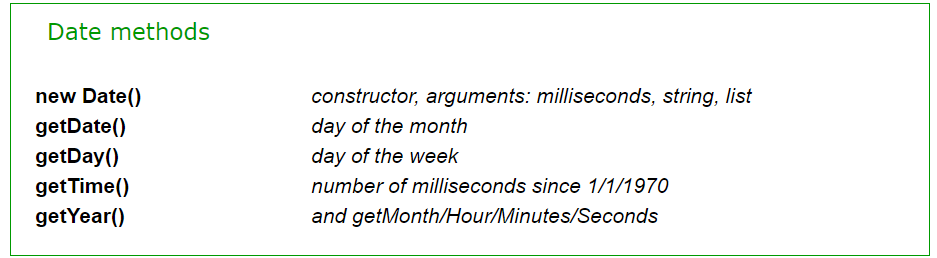 Date methods
new Date() constructor, arguments: milliseconds, string, list
getDate() day of the month
getDay() day of the week
getTime() number of milliseconds since 1/1/1970
getYear() and getMonth/Hour/Minutes/Seconds